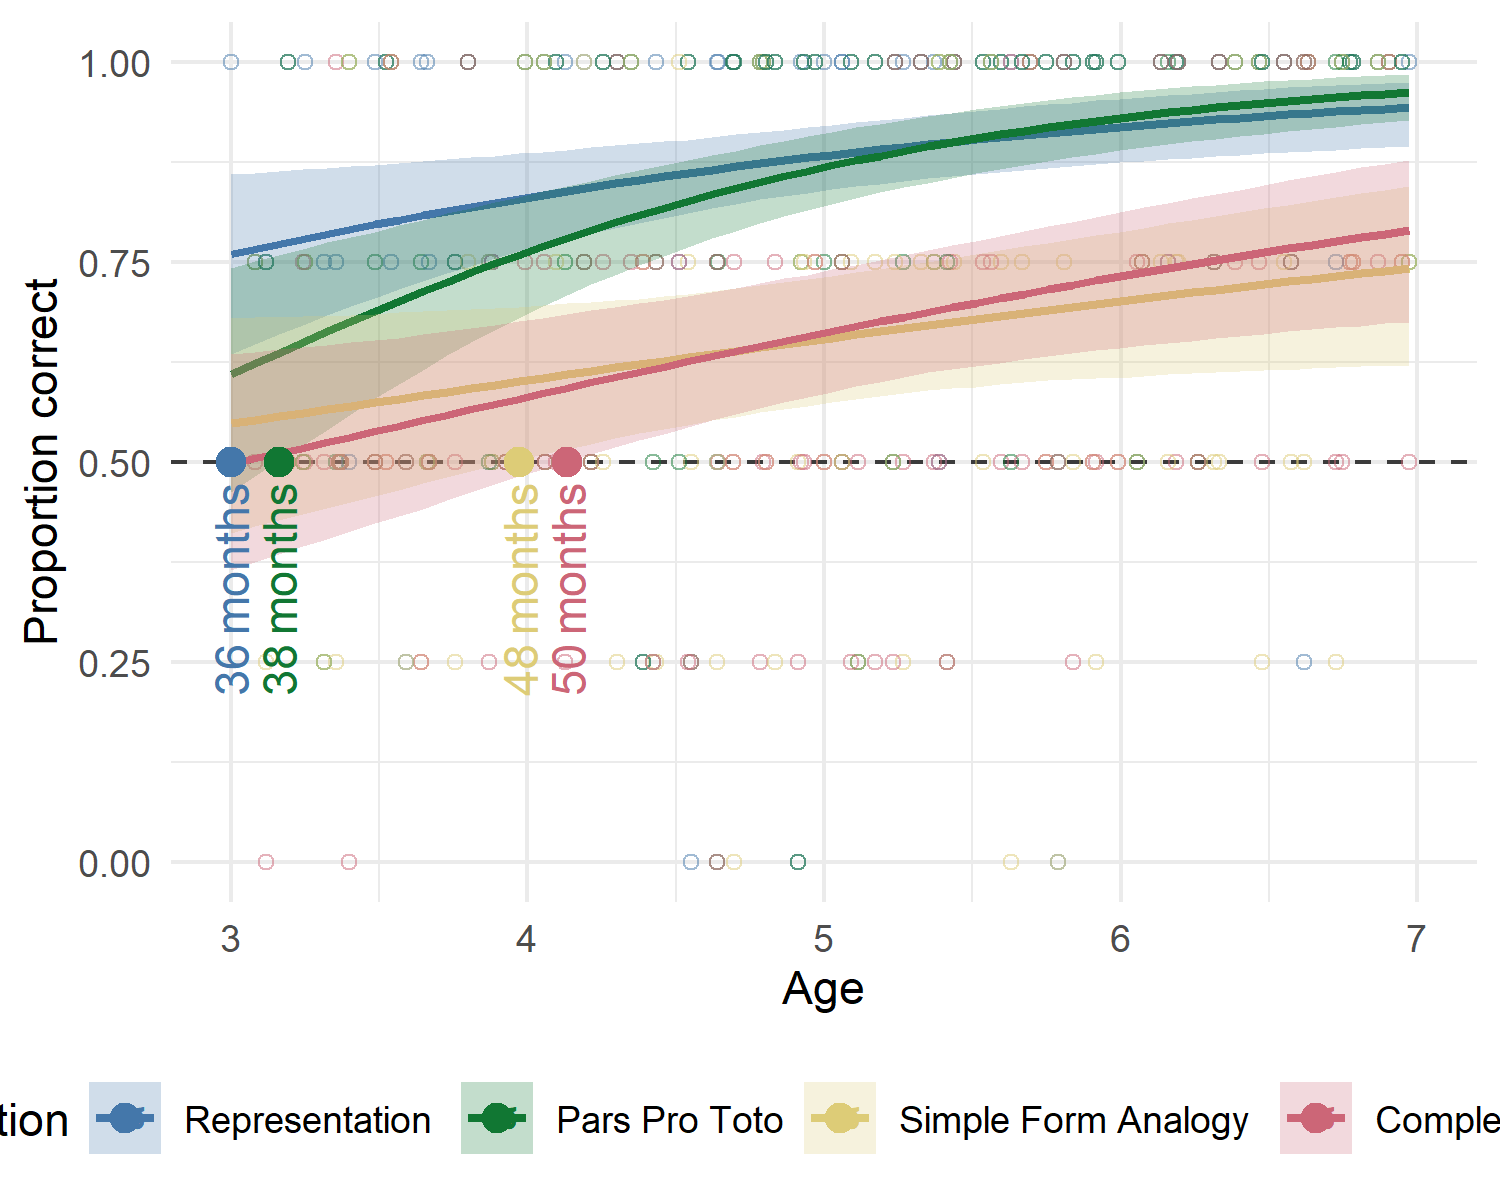 Proportion correct
1.00
0.75
0.50
0.25
0.00
36 months
38 months
48 months
50 months
3 4 5 6 7
Age
tion Representation Pars Pro Toto Simple Form Analogy Comple